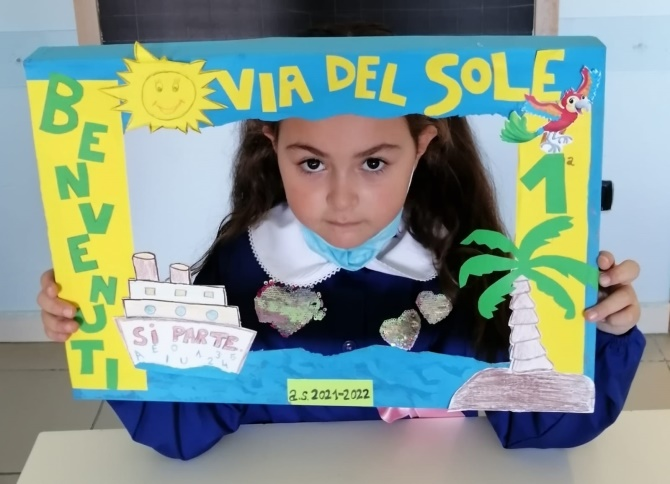 BENVENUTI
VIA DEL SOLE
1ª
SI PARTE
a.s. 2021-2022